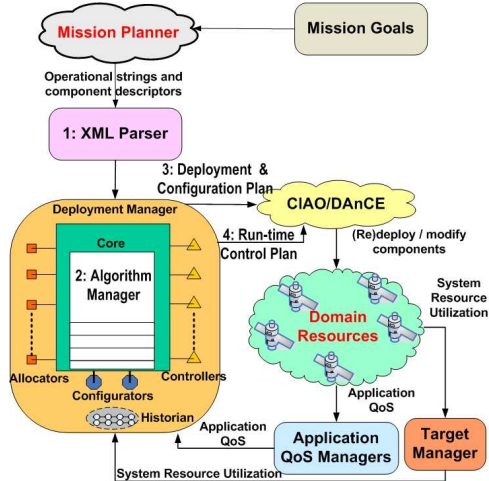 Mission Planner
Mission Goals
Operational strings and
component descriptors
1: XML Parser
3: Deployment &
Configuration Plan
CIAO/DAnCE
Deployment Manager
4: Run-time
Control Plan
(Re)deploy / modify
components
Core
2: Algorithm
Manager
System
Resource
Utilization
Domain
Resources
Allocators
Controllers
Configurators
Historian
Application
QoS
Application
QoS
Application
QoS Managers
Target
Manager
System Resource Utilization